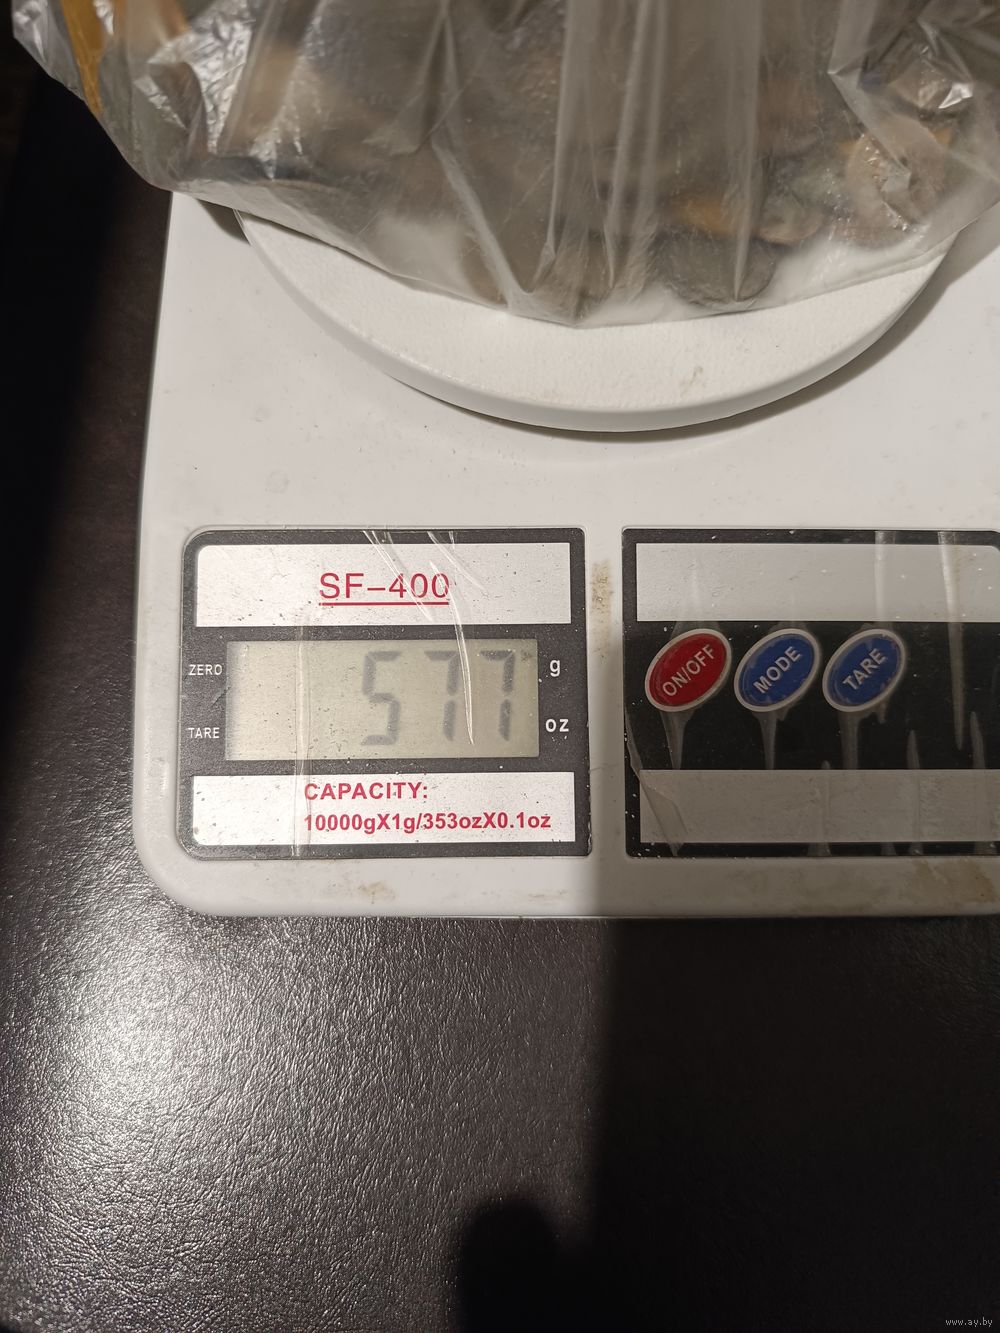 SF-400
ZERO
577
g
TARE
oz
CAPACITY:
10000gX1g/353ozX0.1oz
ON/OFF
MODE
TARE
www.ay.by